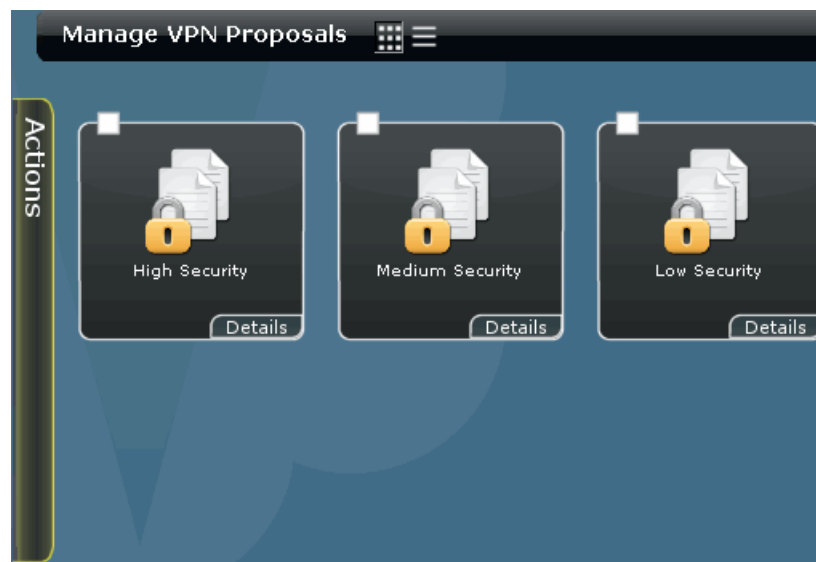 Manage VPN Proposals
Actions
High Security
Details
Medium Security
Details
Low Security
Details